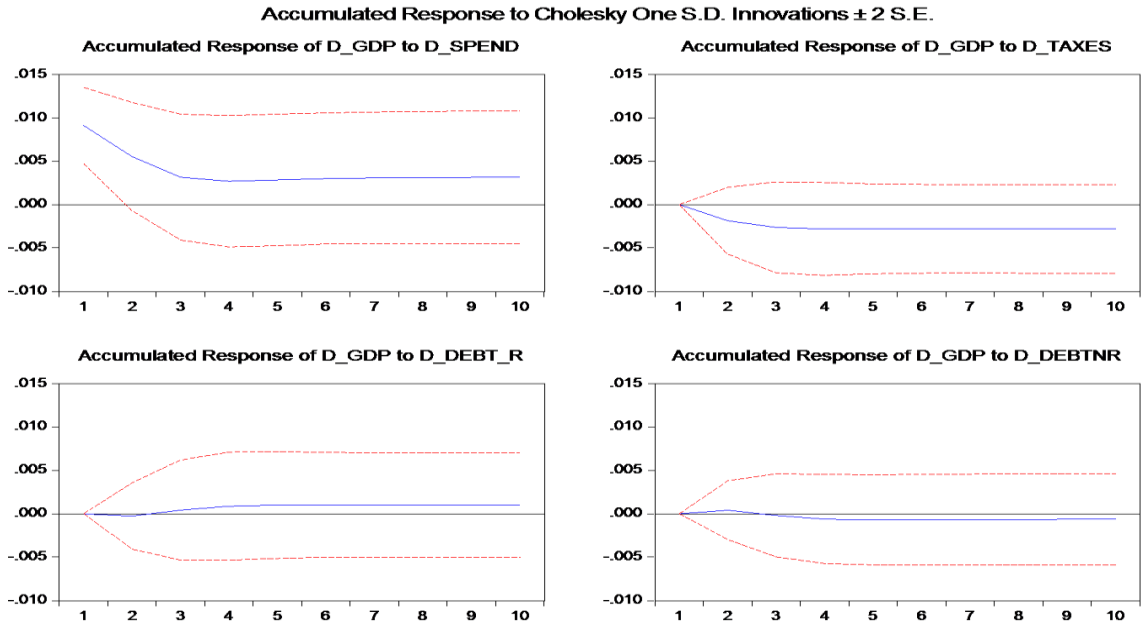 Accumulated Response to Cholesky One S.D. Innovations ± 2 S.E.
Accumulated Response of D_GDP to D_SPEND
.015
.010
.005
.000
-.005
-.010
1 2 3 4 5 6 7 8 9 10
Accumulated Response of D_GDP to D_TAXES
.015
.010
.005
.000
-.005
-.010
1 2 3 4 5 6 7 8 9 10
Accumulated Response of D_GDP to D_DEBT_R
.015
.010
.005
.000
-.005
-.010
1 2 3 4 5 6 7 8 9 10
Accumulated Response of D_GDP to D_DEBTNR
.015
.010
.005
.000
-.005
-.010
1 2 3 4 5 6 7 8 9 10